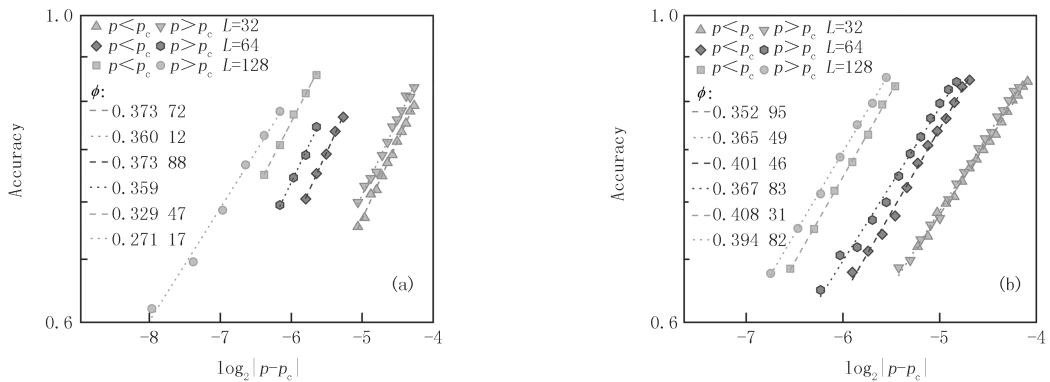 1.0
p<p_c p>p_c L=32
p<p_c p>p_c L=64
p<p_c p>p_c L=128
ϕ:
0.373 72
0.360 12
0.373 88
0.359
0.329 47
0.271 17
Accuracy
(a)
0.6
-8 -7 -6 -5 -4
log₂|p-p_c|
1.0
p<p_c p>p_c L=32
p<p_c p>p_c L=64
p<p_c p>p_c L=128
ϕ:
0.352 95
0.365 49
0.401 46
0.367 83
0.408 31
0.394 82
Accuracy
(b)
0.6
-7 -6 -5 -4
log₂|p-p_c|